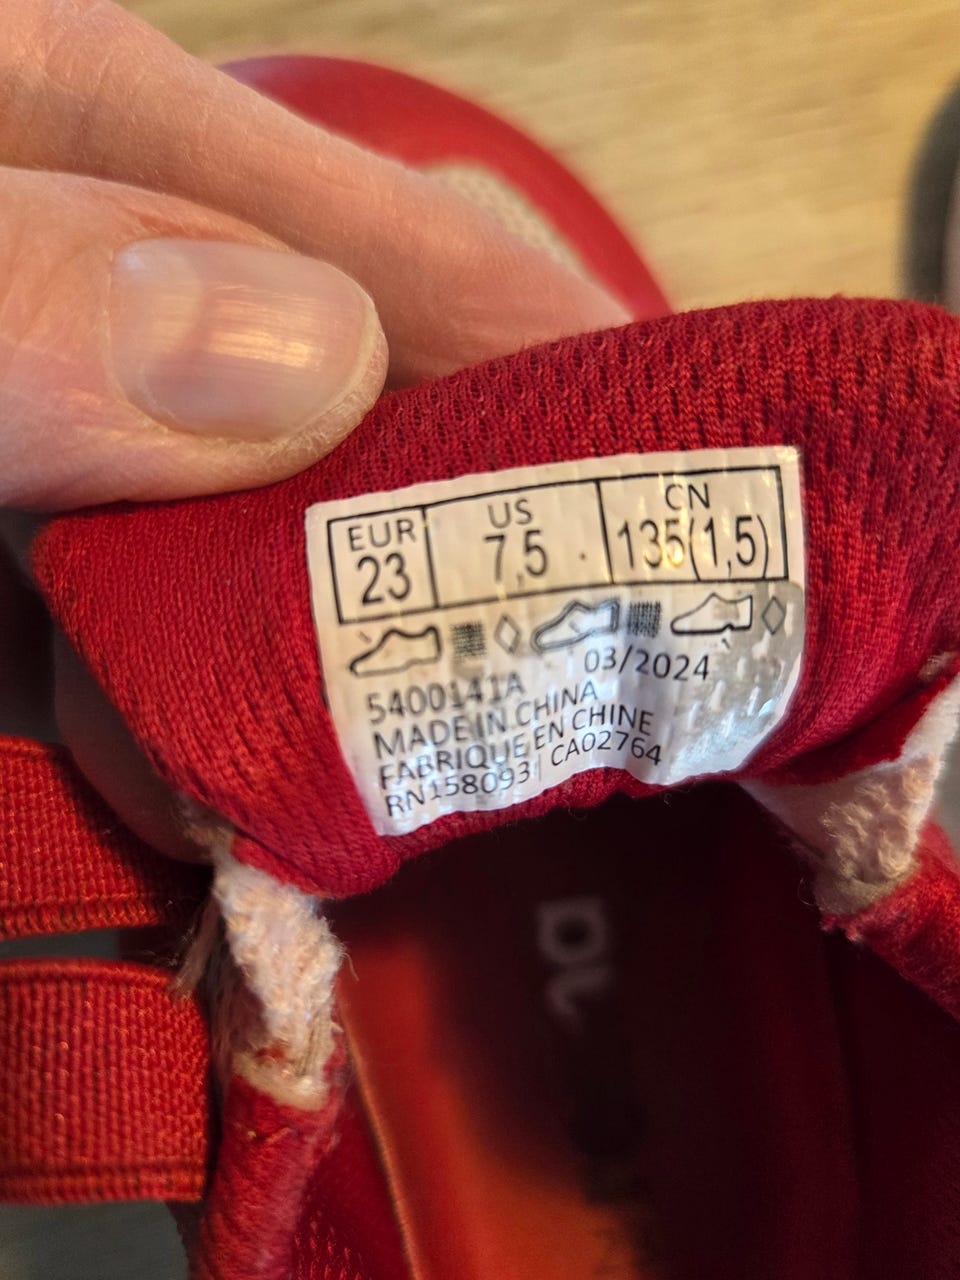 EUR US CN
23 7,5 135(1,5)
03/2024
5400141A
MADE IN CHINA
FABRIQUE EN CHINE
RN158093 | CA02764